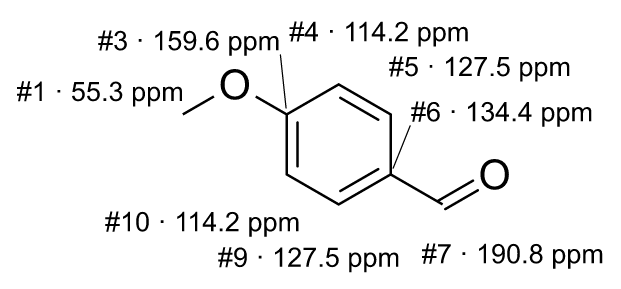 #3 · 159.6 ppm
#4 · 114.2 ppm
#5 · 127.5 ppm
#1 · 55.3 ppm
O
#6 · 134.4 ppm
O
#10 · 114.2 ppm
#9 · 127.5 ppm
#7 · 190.8 ppm